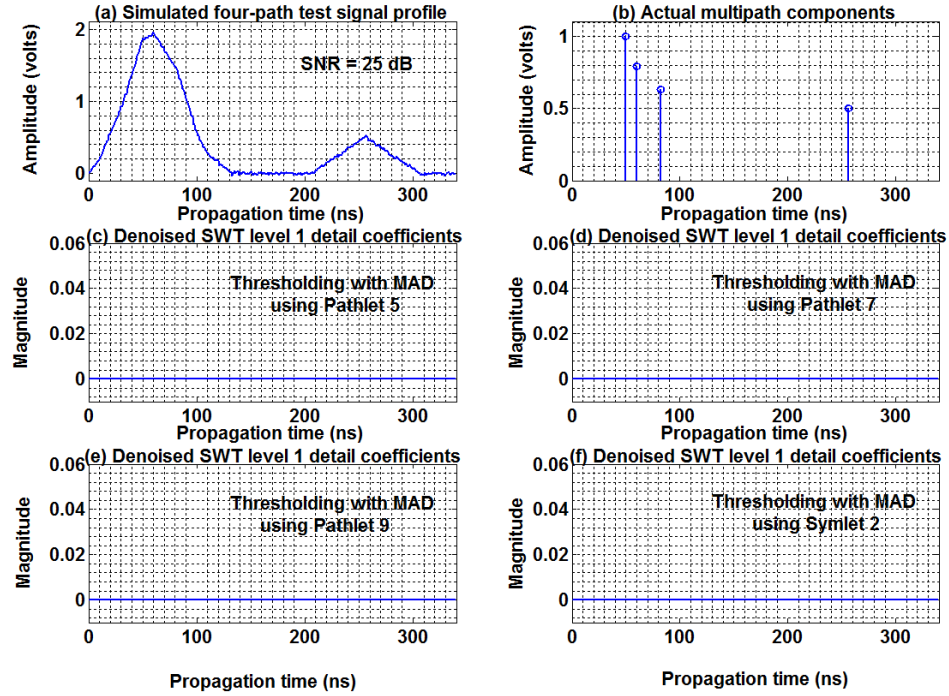 (a) Simulated four-path test signal profile
SNR = 25 dB
Amplitude (volts)
2
1
0
0 100 200 300
Propagation time (ns)
(b) Actual multipath components
Amplitude (volts)
1
0.5
0
0 100 200 300
Propagation time (ns)
(c) Denoised SWT level 1 detail coefficients
Thresholding with MAD
using Pathlet 5
Magnitude
0.06
0.04
0.02
0
0 100 200 300
Propagation time (ns)
(d) Denoised SWT level 1 detail coefficients
Thresholding with MAD
using Pathlet 7
Magnitude
0.06
0.04
0.02
0
0 100 200 300
Propagation time (ns)
(e) Denoised SWT level 1 detail coefficients
Thresholding with MAD
using Pathlet 9
Magnitude
0.06
0.04
0.02
0
0 100 200 300
Propagation time (ns)
(f) Denoised SWT level 1 detail coefficients
Thresholding with MAD
using Symlet 2
Magnitude
0.06
0.04
0.02
0
0 100 200 300
Propagation time (ns)